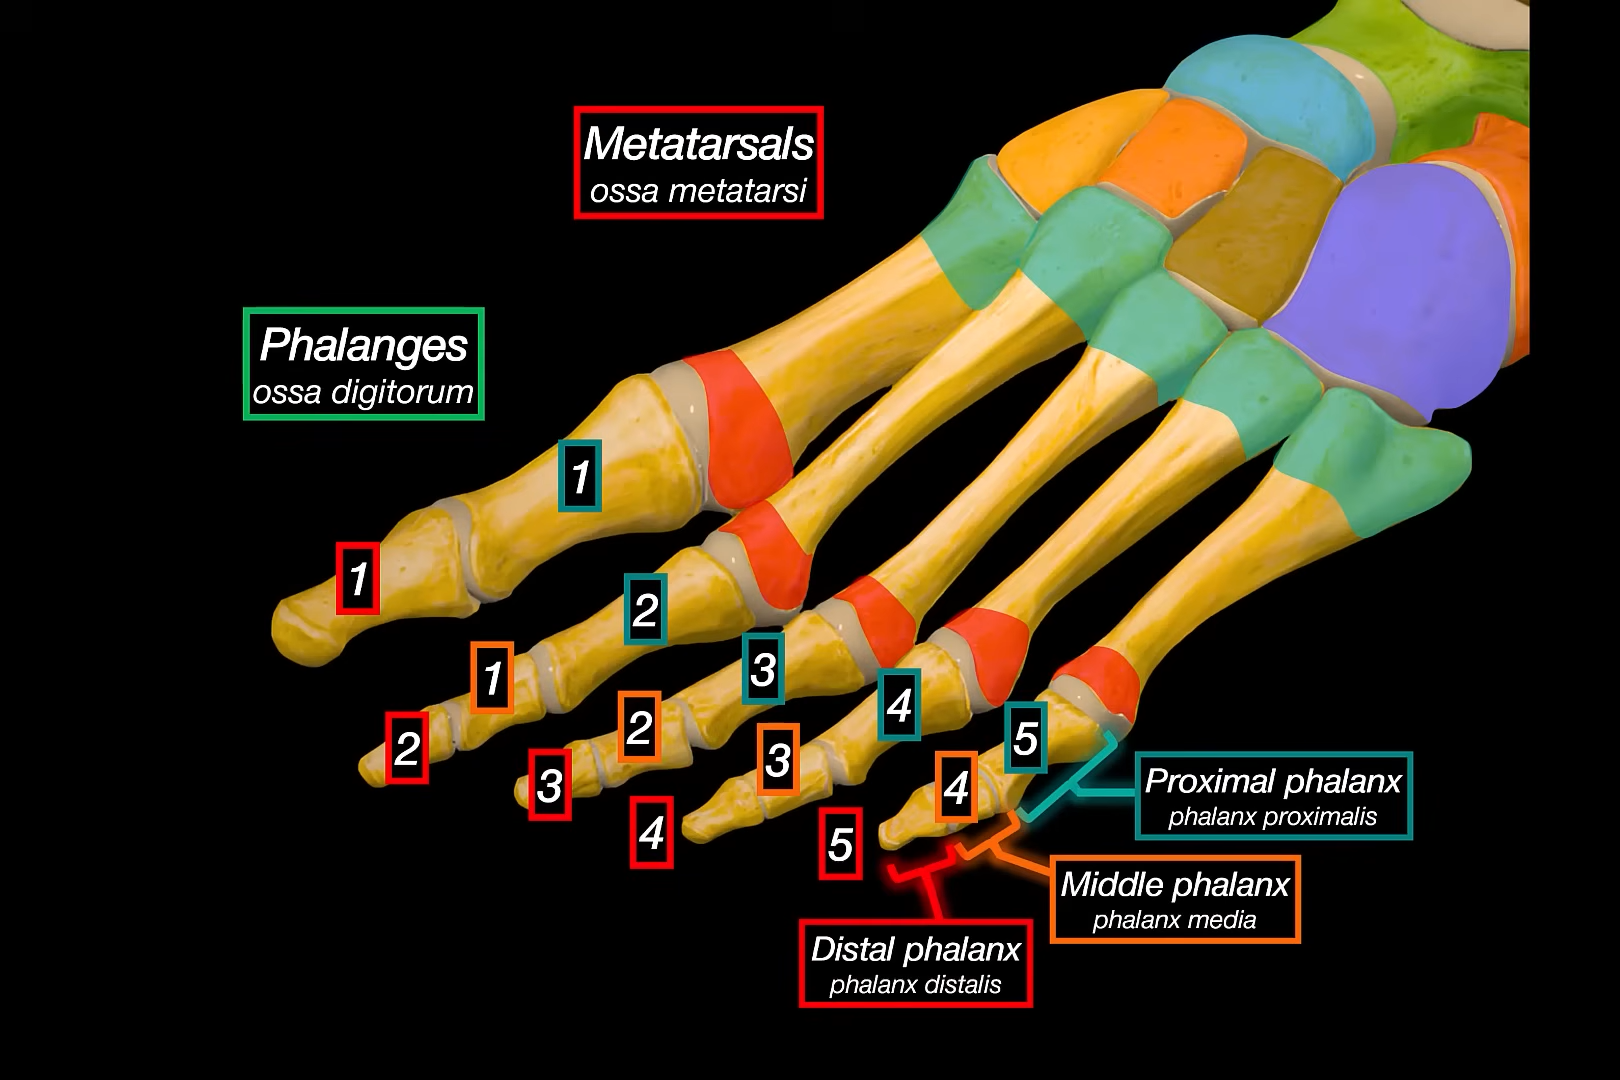 Metatarsals
ossa metatarsi
Phalanges
ossa digitorum
1
1
2
1
3
2
2
4
3
5
3
4
4
5
Proximal phalanx
phalanx proximalis
Middle phalanx
phalanx media
Distal phalanx
phalanx distalis